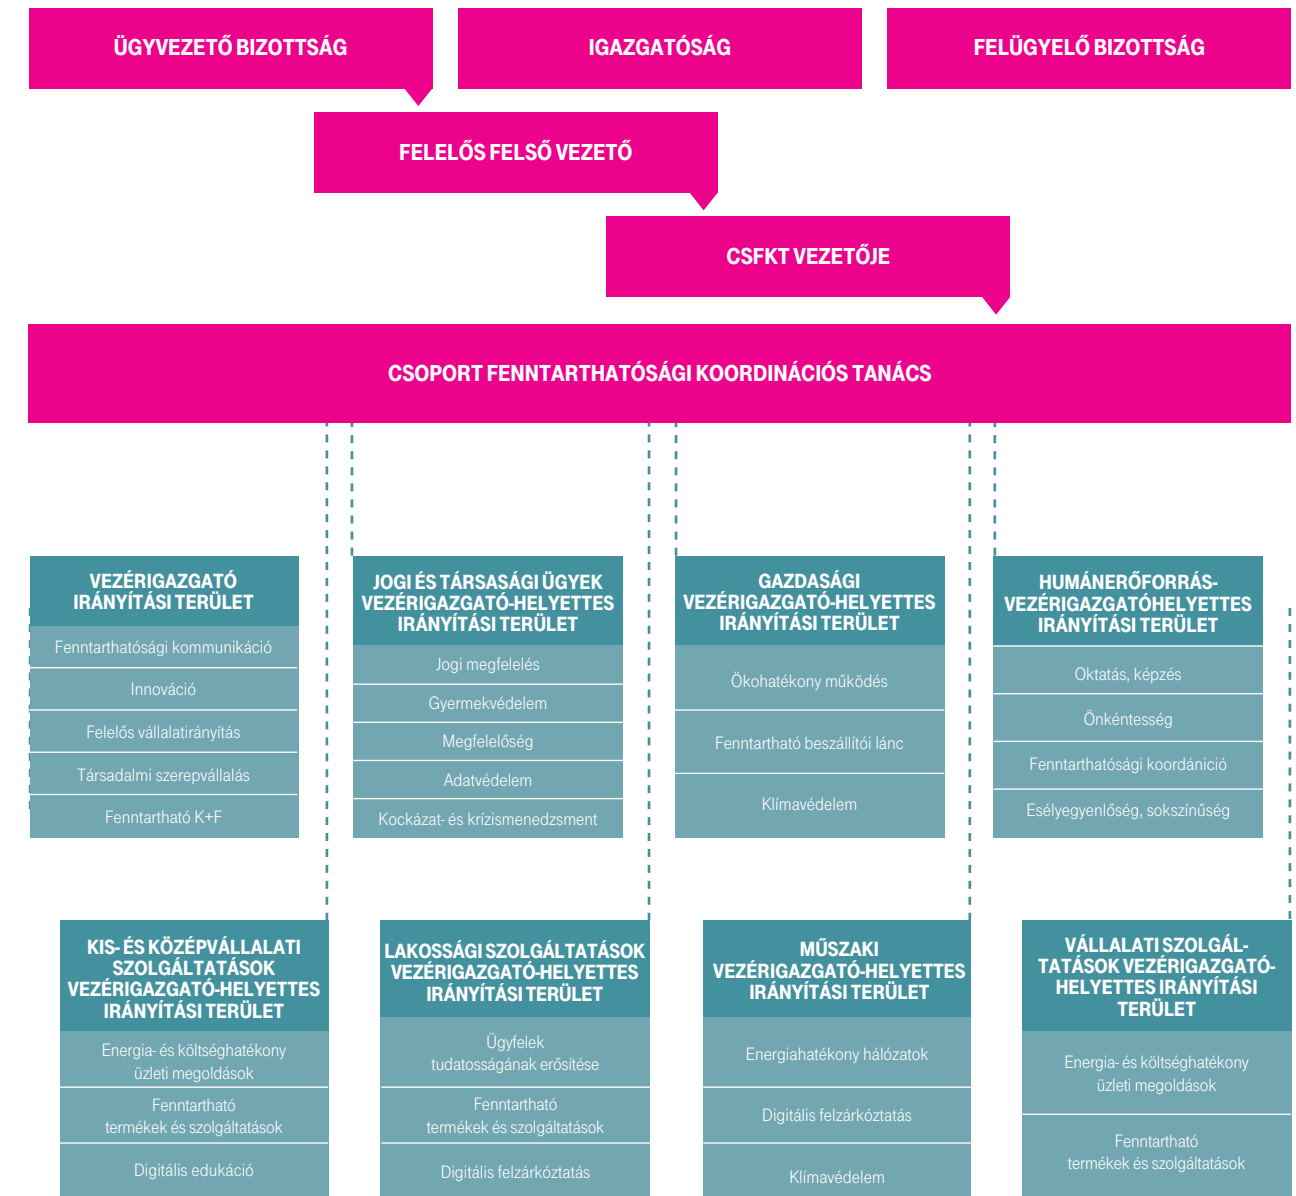 ÜGYVEZETŐ BIZOTTSÁG
IGAZGATÓSÁG
FELÜGYELŐ BIZOTTSÁG
FELELŐS FELSŐ VEZETŐ
CSFKT VEZETŐJE
CSOPORT FENNTARTHATÓSÁGI KOORDINÁCIÓS TANÁCS
VEZÉRIGAZGATÓ
IRÁNYÍTÁSI TERÜLET
Fenntarthatósági kommunikáció
Innováció
Felelős vállalatirányítás
Társadalmi szerepvállalás
Fenntartható K+F
JOGI ÉS TÁRSASÁGI ÜGYEK
VEZÉRIGAZGATÓ-HELYETTES
IRÁNYÍTÁSI TERÜLET
Jogi megfelelés
Gyermekvédelem
Megfelelőség
Adatvédelem
Kockázat- és krízismenedzsment
GAZDASÁGI
VEZÉRIGAZGATÓ-HELYETTES
IRÁNYÍTÁSI TERÜLET
Ökohatékony működés
Fenntartható beszállítói lánc
Klímavédelem
HUMÁNERŐFORRÁS-
VEZÉRIGAZGATÓHELYETTES
IRÁNYÍTÁSI TERÜLET
Oktatás, képzés
Önkéntesség
Fenntarthatósági koordánició
Esélyegyenlőség, sokszínűség
KIS- ÉS KÖZÉPVÁLLALATI
SZOLGÁLTATÁSOK
VEZÉRIGAZGATÓ-HELYETTES
IRÁNYÍTÁSI TERÜLET
Energia- és költséghatékony
üzleti megoldások
Fenntartható
termékek és szolgáltatások
Digitális edukáció
LAKOSSÁGI SZOLGÁLTATÁSOK
VEZÉRIGAZGATÓ-HELYETTES
IRÁNYÍTÁSI TERÜLET
Ügyfelek
tudatosságának erősítése
Fenntartható
termékek és szolgáltatások
Digitális felzárkóztatás
MŰSZAKI
VEZÉRIGAZGATÓ-HELYETTES
IRÁNYÍTÁSI TERÜLET
Energiahatékony hálózatok
Digitális felzárkóztatás
Klímavédelem
VÁLLALATI SZOLGÁL-
TATÁSOK VEZÉRIGAZGATÓ-
HELYETTES IRÁNYÍTÁSI
TERÜLET
Energia- és költséghatékony
üzleti megoldások
Fenntartható
termékek és szolgáltatások